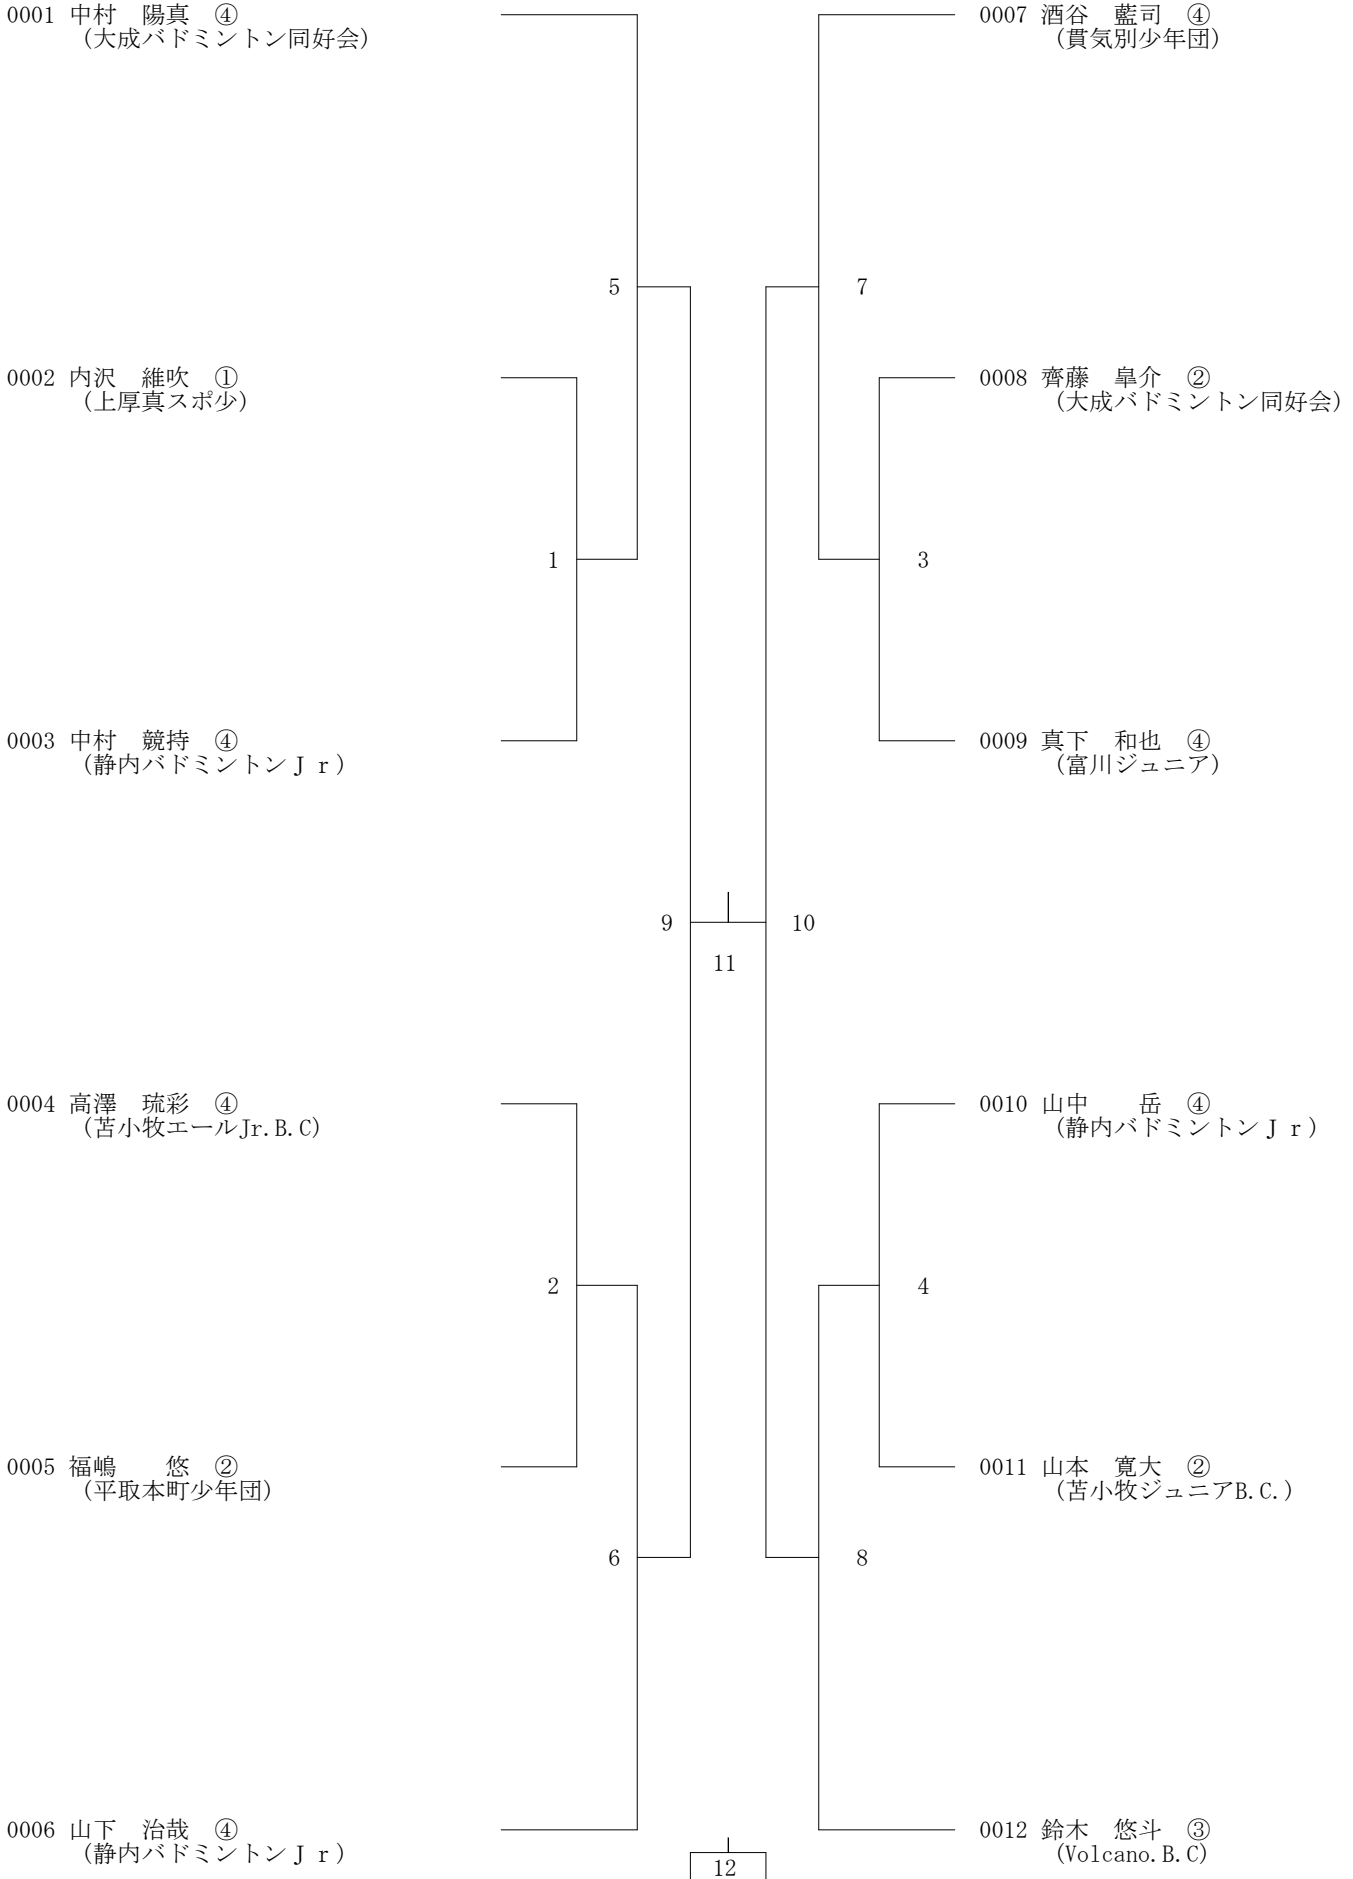 0001 中村　陽真　④
(大成バドミントン同好会)
0002 内沢　維吹　①
(上厚真スポ少)
0003 中村　競持　④
(静内バドミントンＪｒ)
0004 高澤　琉彩　④
(苫小牧エールJr.B.C)
0005 福嶋　　悠　②
(平取本町少年団)
0006 山下　治哉　④
(静内バドミントンＪｒ)
5
1
9
2
6
11
12
7
3
10
4
8
0007 酒谷　藍司　④
(貫気別少年団)
0008 齊藤　皐介　②
(大成バドミントン同好会)
0009 真下　和也　④
(富川ジュニア)
0010 山中　　岳　④
(静内バドミントンＪｒ)
0011 山本　寛大　②
(苫小牧ジュニアB.C.)
0012 鈴木　悠斗　③
(Volcano.B.C)